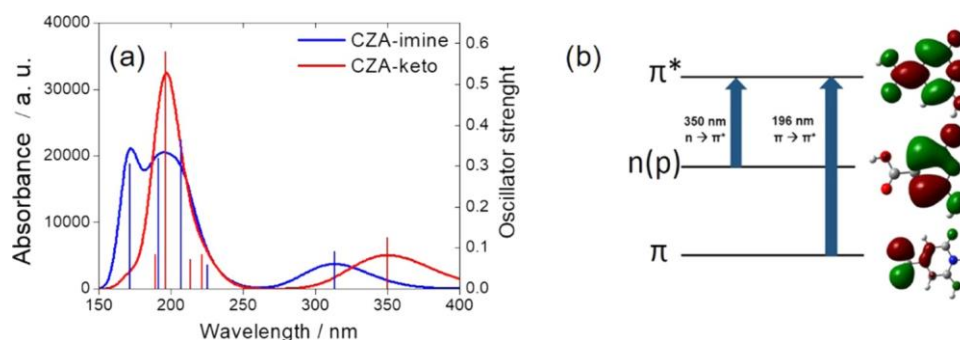 (a)
CZA-imine
CZA-keto
Absorbance / a. u.
40000
30000
20000
10000
0
0.6
0.5
0.4
0.3
0.2
0.1
0.0
Oscillator strenght
150 200 250 300 350 400
Wavelength / nm
(b)
π*
350 nm
n → π*
196 nm
π → π*
n(p)
π